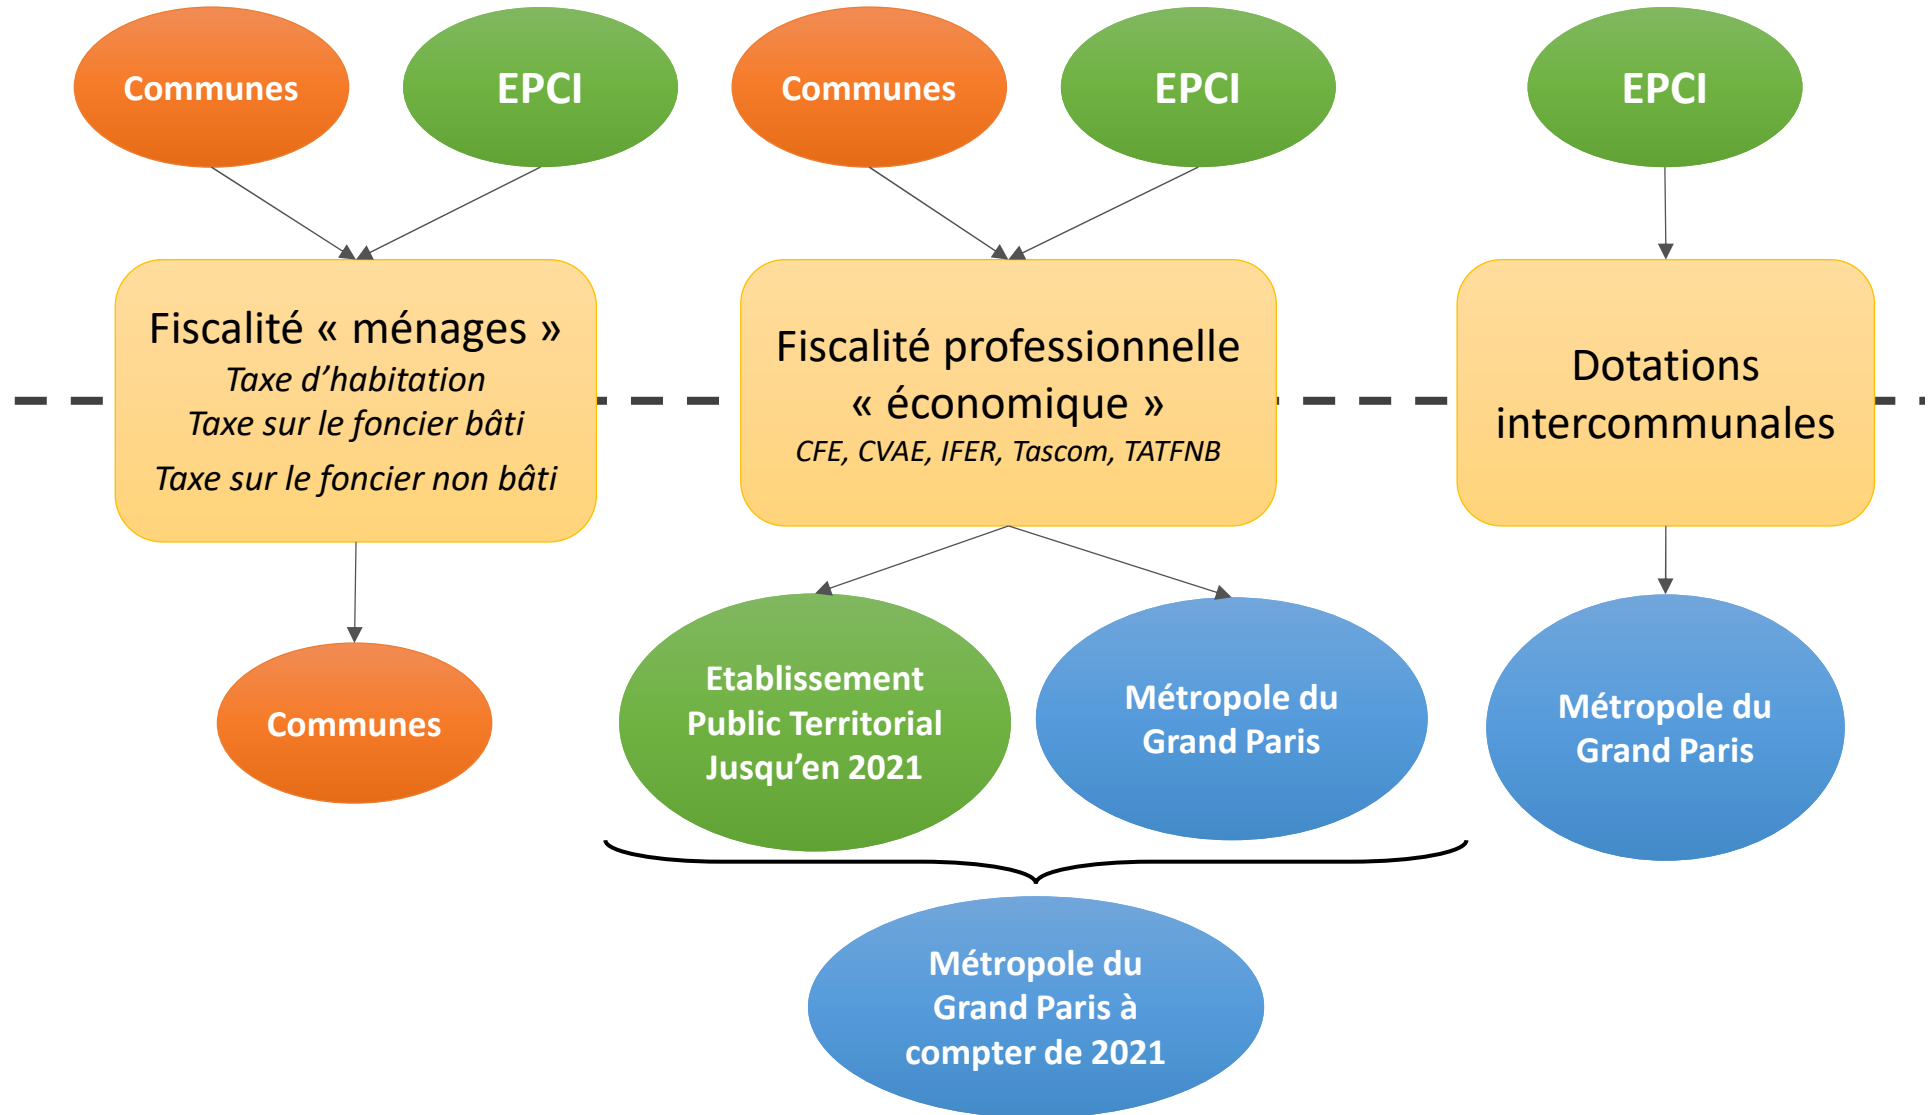 Communes
EPCI
Communes
EPCI
EPCI
Fiscalité « ménages »
Taxe d’habitation
Taxe sur le foncier bâti
Taxe sur le foncier non bâti
Fiscalité professionnelle
« économique »
CFE, CVAE, IFER, Tascom, TATFNB
Dotations
intercommunales
Communes
Etablissement
Public Territorial
Jusqu’en 2021
Métropole du
Grand Paris
Métropole du
Grand Paris
Métropole du
Grand Paris à
compter de 2021